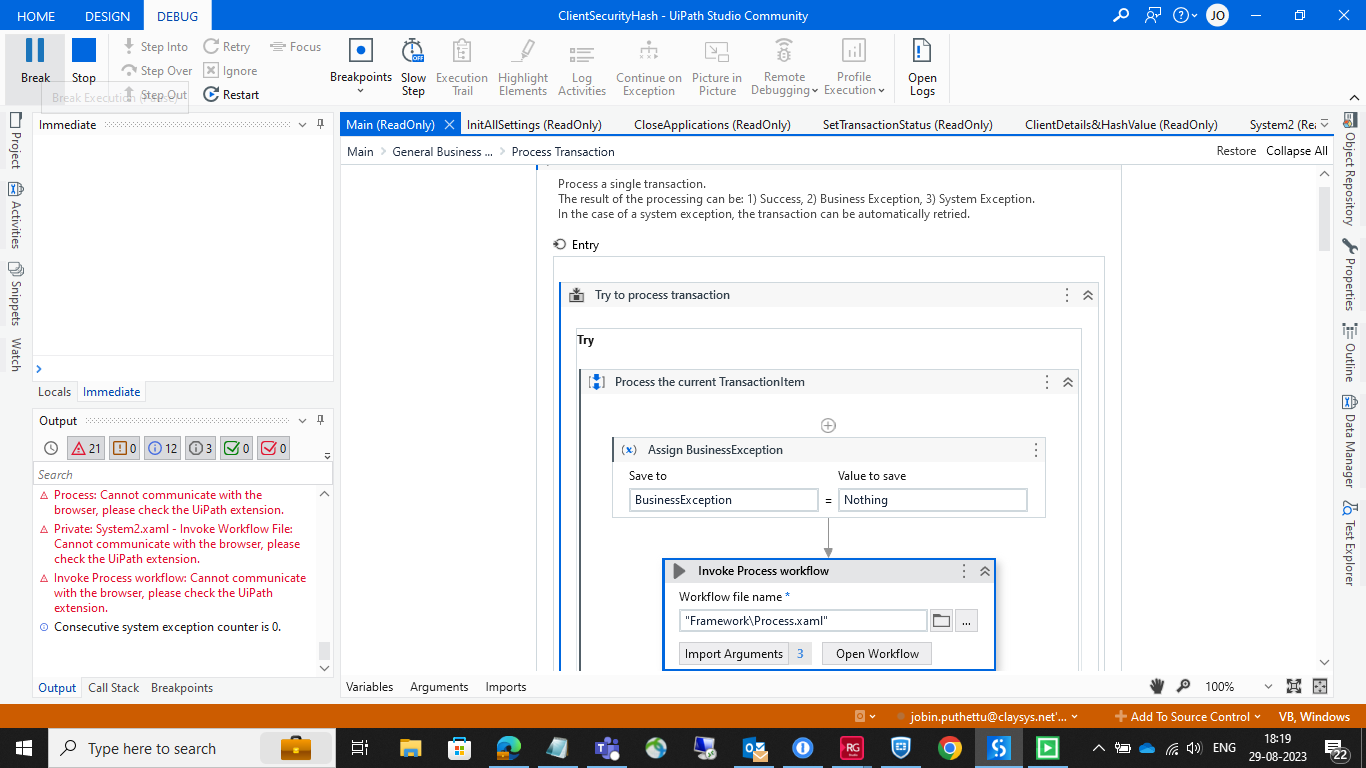 HOME
DESIGN
DEBUG
ClientSecurityHash - UiPath Studio Community
JO
Break
Stop
Step Into
Step Over
Step Out
Break Execution (Pause)
Retry
Ignore
Restart
Focus
Breakpoints
OFF
Slow
Step
Execution
Trail
Highlight
Elements
Log
Activities
Continue on
Exception
Picture in
Picture
Remote
Debugging
Profile
Execution
Open
Logs
Project
Activities
Snippets
Watch
Immediate
Locals
Immediate
Output
21
0
12
3
0
0
Search
Process: Cannot communicate with the
browser, please check the UiPath extension.
Private: System2.xaml - Invoke Workflow File:
Cannot communicate with the browser, please
check the UiPath extension.
Invoke Process workflow: Cannot communicate
with the browser, please check the UiPath
extension.
Consecutive system exception counter is 0.
Output
Call Stack
Breakpoints
Main (ReadOnly)
InitAllSettings (ReadOnly)
CloseApplications (ReadOnly)
SetTransactionStatus (ReadOnly)
ClientDetails&HashValue (ReadOnly)
System2 (Re
Main > General Business ... > Process Transaction
Restore
Collapse All
Process a single transaction.
The result of the processing can be: 1) Success, 2) Business Exception, 3) System Exception.
In the case of a system exception, the transaction can be automatically retried.
Entry
Try to process transaction
Try
Process the current TransactionItem
(x) Assign BusinessException
Save to
Value to save
BusinessException
=
Nothing
Invoke Process workflow
Workflow file name *
"Framework\Process.xaml"
...
Import Arguments
3
Open Workflow
Variables
Arguments
Imports
100%
Object Repository
Properties
Outline
Data Manager
Test Explorer
jobin.puthettu@claysys.net'...
Add To Source Control
VB, Windows
Type here to search
RG
ENG
18:19
29-08-2023
22